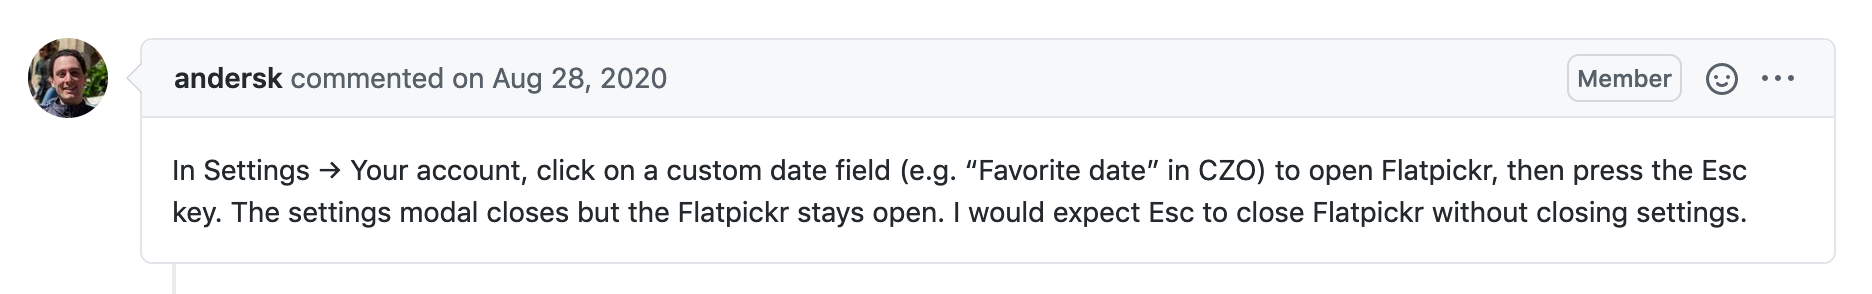 andersk commented on Aug 28, 2020 Member
In Settings → Your account, click on a custom date field (e.g. “Favorite date” in CZO) to open Flatpickr, then press the Esc
key. The settings modal closes but the Flatpickr stays open. I would expect Esc to close Flatpickr without closing settings.